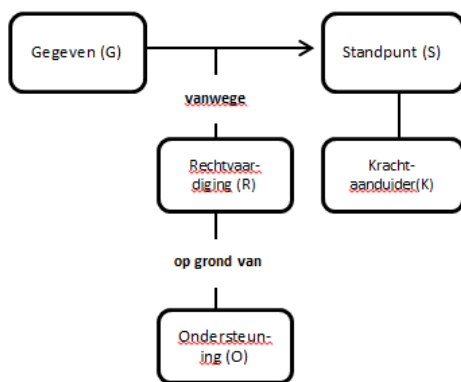 Gegeven (G)
Standpunt (S)
vanwege
Rechtvaar-
diging (R)
Kracht-
aanduider(K)
op grond van
Ondersteun-
ing (O)